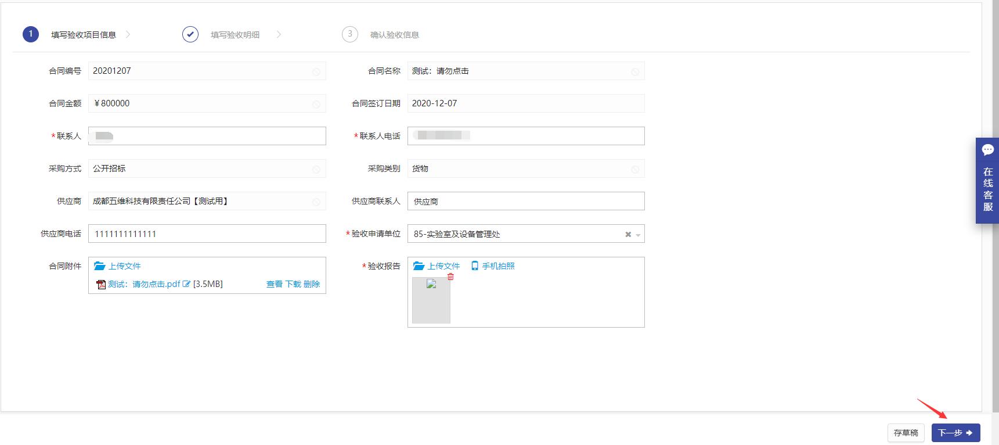 1 填写验收项目信息 填写验收明细 3 确认验收信息
合同编号 20201207 合同名称 测试：请勿点击
合同金额 ￥800000 合同签订日期 2020-12-07
*联系人 *联系人电话
采购方式 公开招标 采购类别 货物
供应商 成都五维科技有限责任公司【测试用】 供应商联系人 供应商
供应商电话 1111111111111 *验收申请单位 85-实验室及设备管理处
合同附件 上传文件 *验收报告 上传文件 手机拍照
测试：请勿点击.pdf [3.5MB] 查看 下载 删除
在线客服
存草稿 下一步